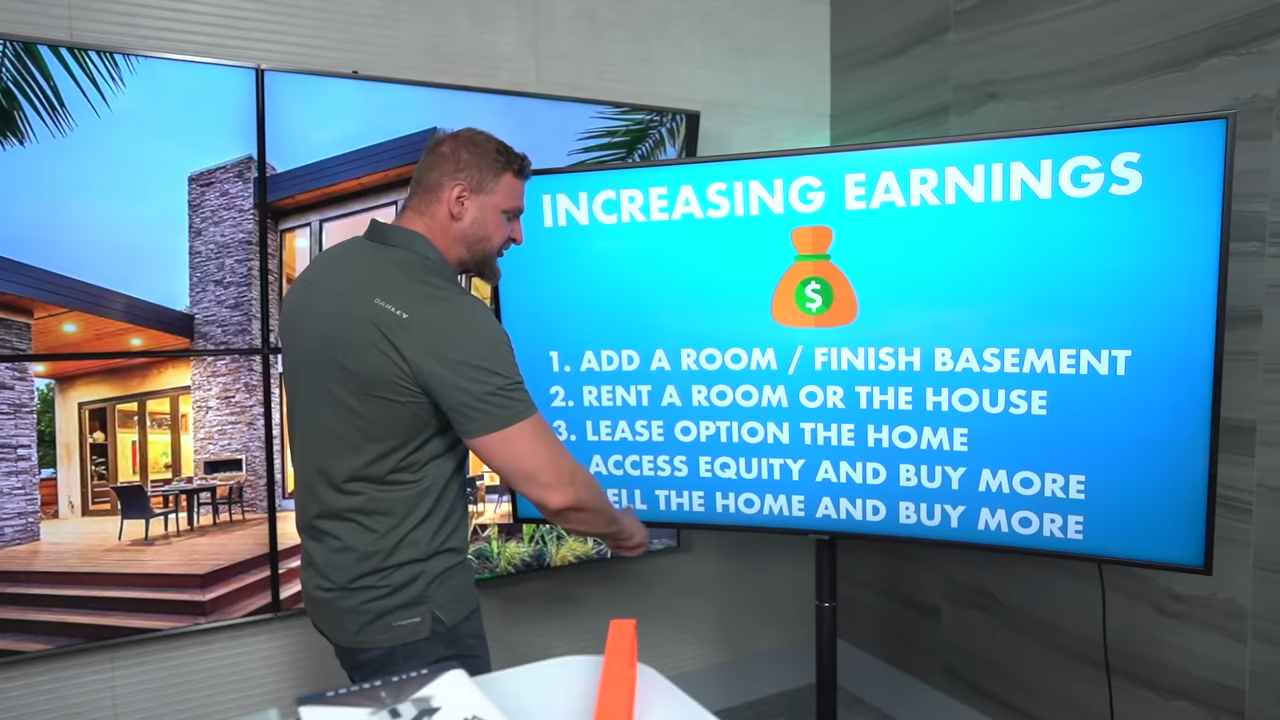 INCREASING EARNINGS
$
1. ADD A ROOM / FINISH BASEMENT
2. RENT A ROOM OR THE HOUSE
3. LEASE OPTION THE HOME
ACCESS EQUITY AND BUY MORE
ELL THE HOME AND BUY MORE
OAKLEY